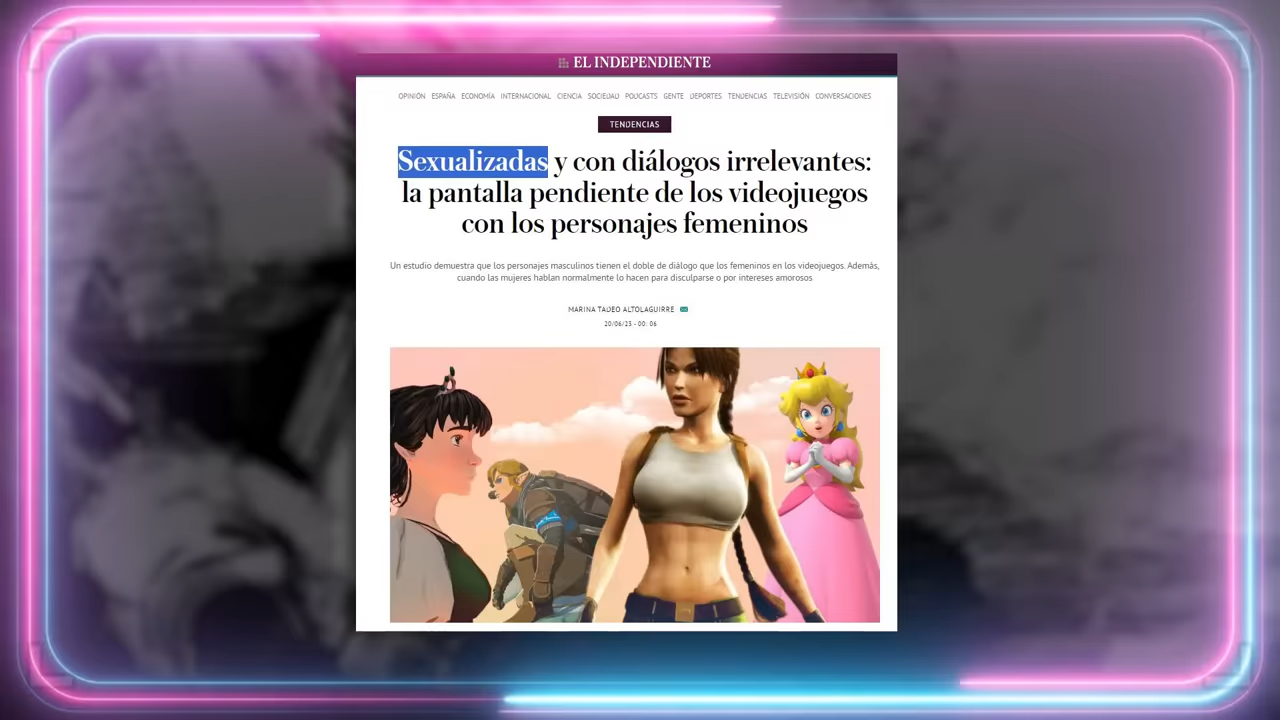 EL INDEPENDIENTE
OPINIÓN ESPAÑA ECONOMÍA INTERNACIONAL CIENCIA SOCIEDAD PODCASTS GENTE DEPORTES TENDENCIAS TELEVISIÓN CONVERSACIONES
TENDENCIAS
Sexualizadas y con diálogos irrelevantes:
la pantalla pendiente de los videojuegos
con los personajes femeninos
Un estudio demuestra que los personajes masculinos tienen el doble de diálogo que los femeninos en los videojuegos. Además,
cuando las mujeres hablan normalmente lo hacen para disculparse o por intereses amorosos
MARINA TADEO ALTOLAGUIRRE
20/06/23 - 00: 06